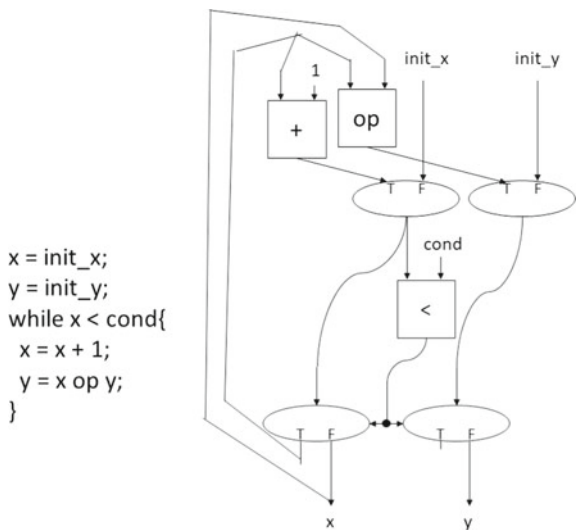 init_x
init_y
1
+
op
T F
T F
cond
<
x = init_x;
y = init_y;
while x < cond{
x = x + 1;
y = x op y;
}
T F
T F
x
y